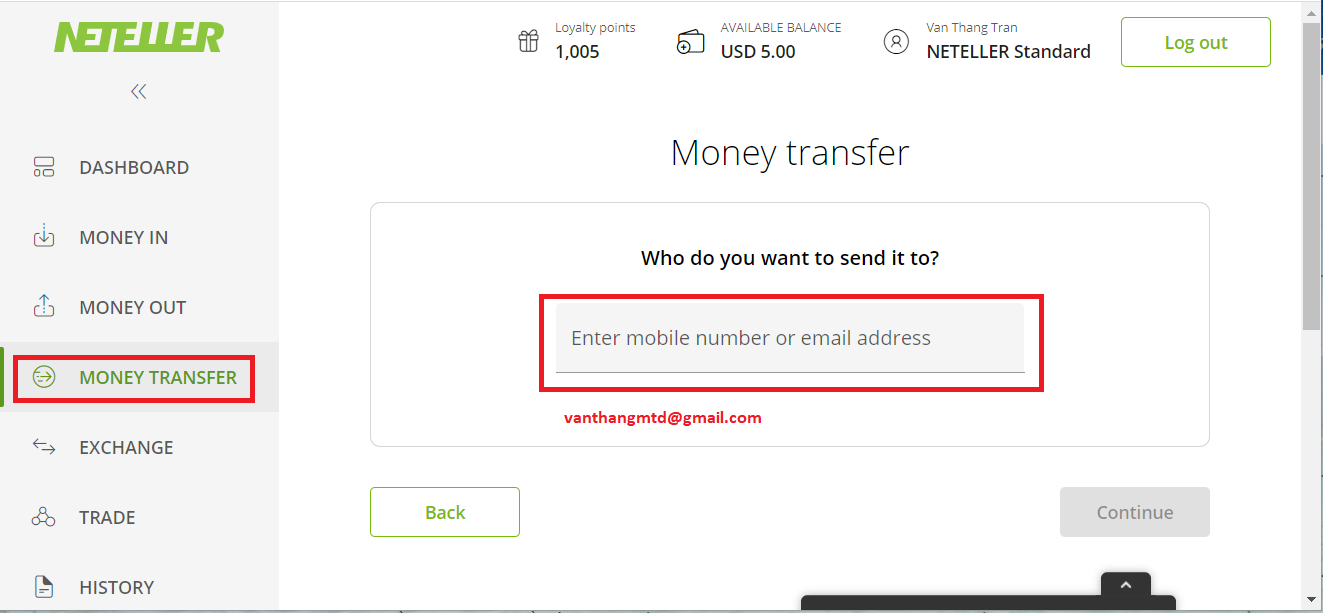 NETELLER
Loyalty points
1,005
AVAILABLE BALANCE
USD 5.00
Van Thang Tran
NETELLER Standard
Log out
DASHBOARD
MONEY IN
MONEY OUT
MONEY TRANSFER
EXCHANGE
TRADE
HISTORY
Money transfer
Who do you want to send it to?
Enter mobile number or email address
vanthangmtd@gmail.com
Back
Continue